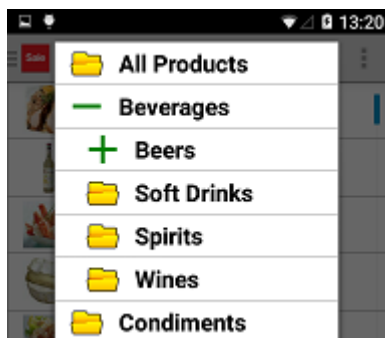 13:20
Sale
All Products
Beverages
Beers
Soft Drinks
Spirits
Wines
Condiments